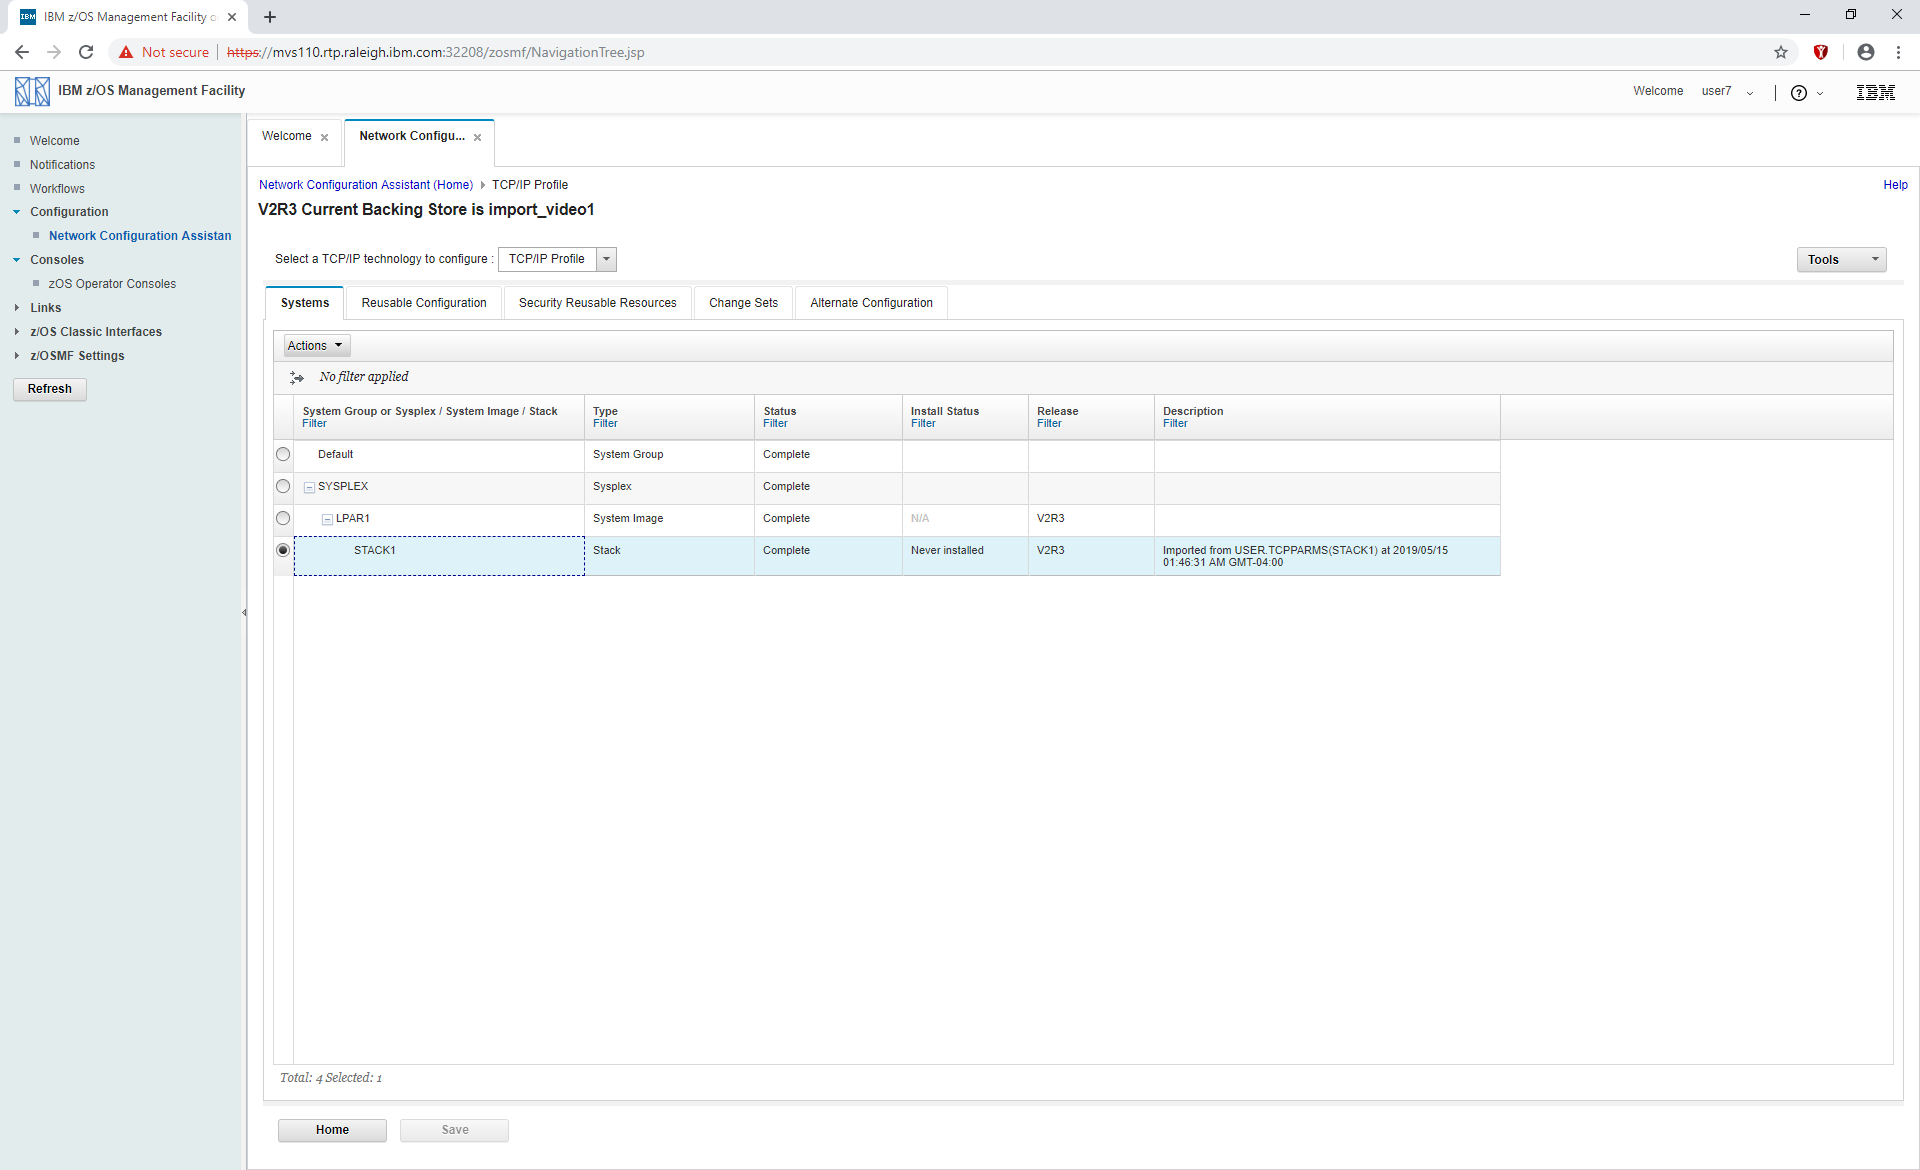 IBM IBM z/OS Management Facility o
Not secure https://mvs110.rtp.raleigh.ibm.com:32208/zosmf/NavigationTree.jsp
IBM z/OS Management Facility
Welcome user7 ? IBM
Welcome
Notifications
Workflows
Configuration
Network Configuration Assistan
Consoles
zOS Operator Consoles
Links
z/OS Classic Interfaces
z/OSMF Settings
Refresh
Welcome Network Configu...
Network Configuration Assistant (Home) TCP/IP Profile Help
V2R3 Current Backing Store is import_video1
Select a TCP/IP technology to configure : TCP/IP Profile Tools
Systems Reusable Configuration Security Reusable Resources Change Sets Alternate Configuration
Actions
No filter applied
System Group or Sysplex / System Image / Stack Type Status Install Status Release Description
Filter Filter Filter Filter Filter Filter
Default System Group Complete
SYSPLEX Sysplex Complete
LPAR1 System Image Complete N/A V2R3
STACK1 Stack Complete Never installed V2R3 Imported from USER.TCPPARMS(STACK1) at 2019/05/15
01:46:31 AM GMT-04:00
Total: 4 Selected: 1
Home Save